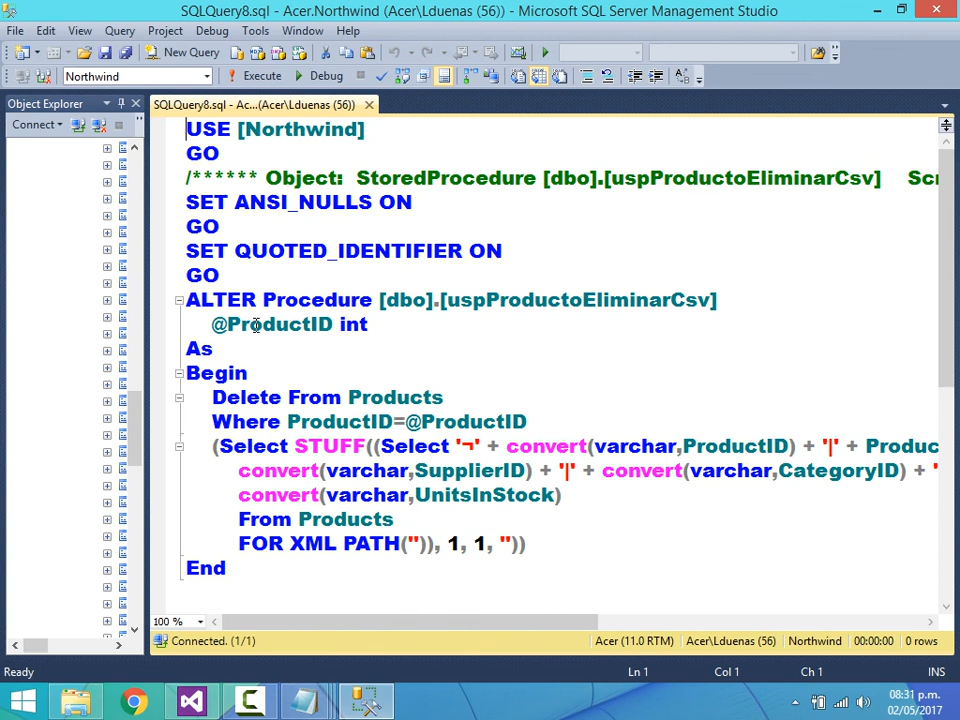 SQLQuery8.sql - Acer.Northwind (Acer\Lduenas (56)) - Microsoft SQL Server Management Studio
File Edit View Query Project Debug Tools Window Help
New Query
Northwind Execute Debug
Object Explorer
SQLQuery8.sql - Ac...(Acer\Lduenas (56))
Connect
USE [Northwind]
GO
/****** Object:  StoredProcedure [dbo].[uspProductoEliminarCsv]    Scr
SET ANSI_NULLS ON
GO
SET QUOTED_IDENTIFIER ON
GO
ALTER Procedure [dbo].[uspProductoEliminarCsv]
@ProductID int
As
Begin
Delete From Products
Where ProductID=@ProductID
(Select STUFF((Select '¬' + convert(varchar,ProductID) + '|' + Produc
convert(varchar,SupplierID) + '|' + convert(varchar,CategoryID) + '
convert(varchar,UnitsInStock)
From Products
FOR XML PATH('')), 1, 1, ''))
End
100 %
Connected. (1/1) Acer (11.0 RTM) Acer\Lduenas (56) Northwind 00:00:00 0 rows
Ready Ln 1 Col 1 Ch 1 INS
08:31 p.m.
02/05/2017